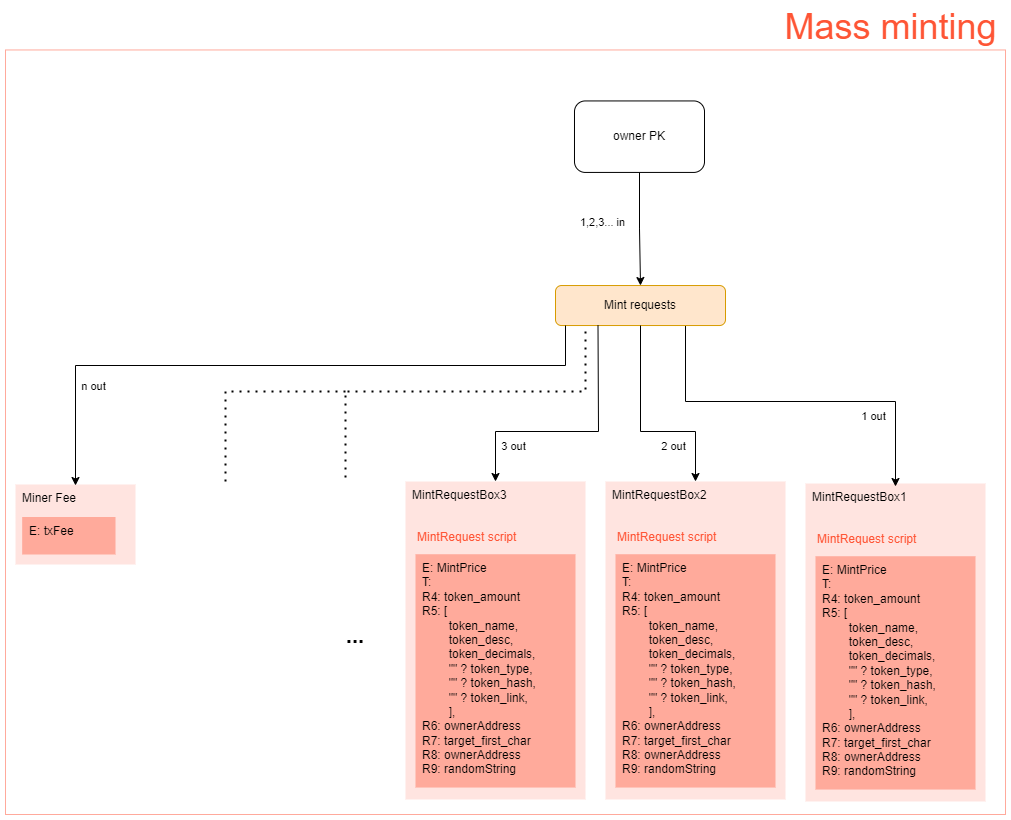 Mass minting
owner PK
1,2,3... in
Mint requests
n out
1 out
3 out
2 out
Miner Fee
E: txFee
...
MintRequestBox3
MintRequest script
E: MintPrice
T:
R4: token_amount
R5: [
token_name,
token_desc,
token_decimals,
"" ? token_type,
"" ? token_hash,
"" ? token_link,
],
R6: ownerAddress
R7: target_first_char
R8: ownerAddress
R9: randomString
MintRequestBox2
MintRequest script
E: MintPrice
T:
R4: token_amount
R5: [
token_name,
token_desc,
token_decimals,
"" ? token_type,
"" ? token_hash,
"" ? token_link,
],
R6: ownerAddress
R7: target_first_char
R8: ownerAddress
R9: randomString
MintRequestBox1
MintRequest script
E: MintPrice
T:
R4: token_amount
R5: [
token_name,
token_desc,
token_decimals,
"" ? token_type,
"" ? token_hash,
"" ? token_link,
],
R6: ownerAddress
R7: target_first_char
R8: ownerAddress
R9: randomString